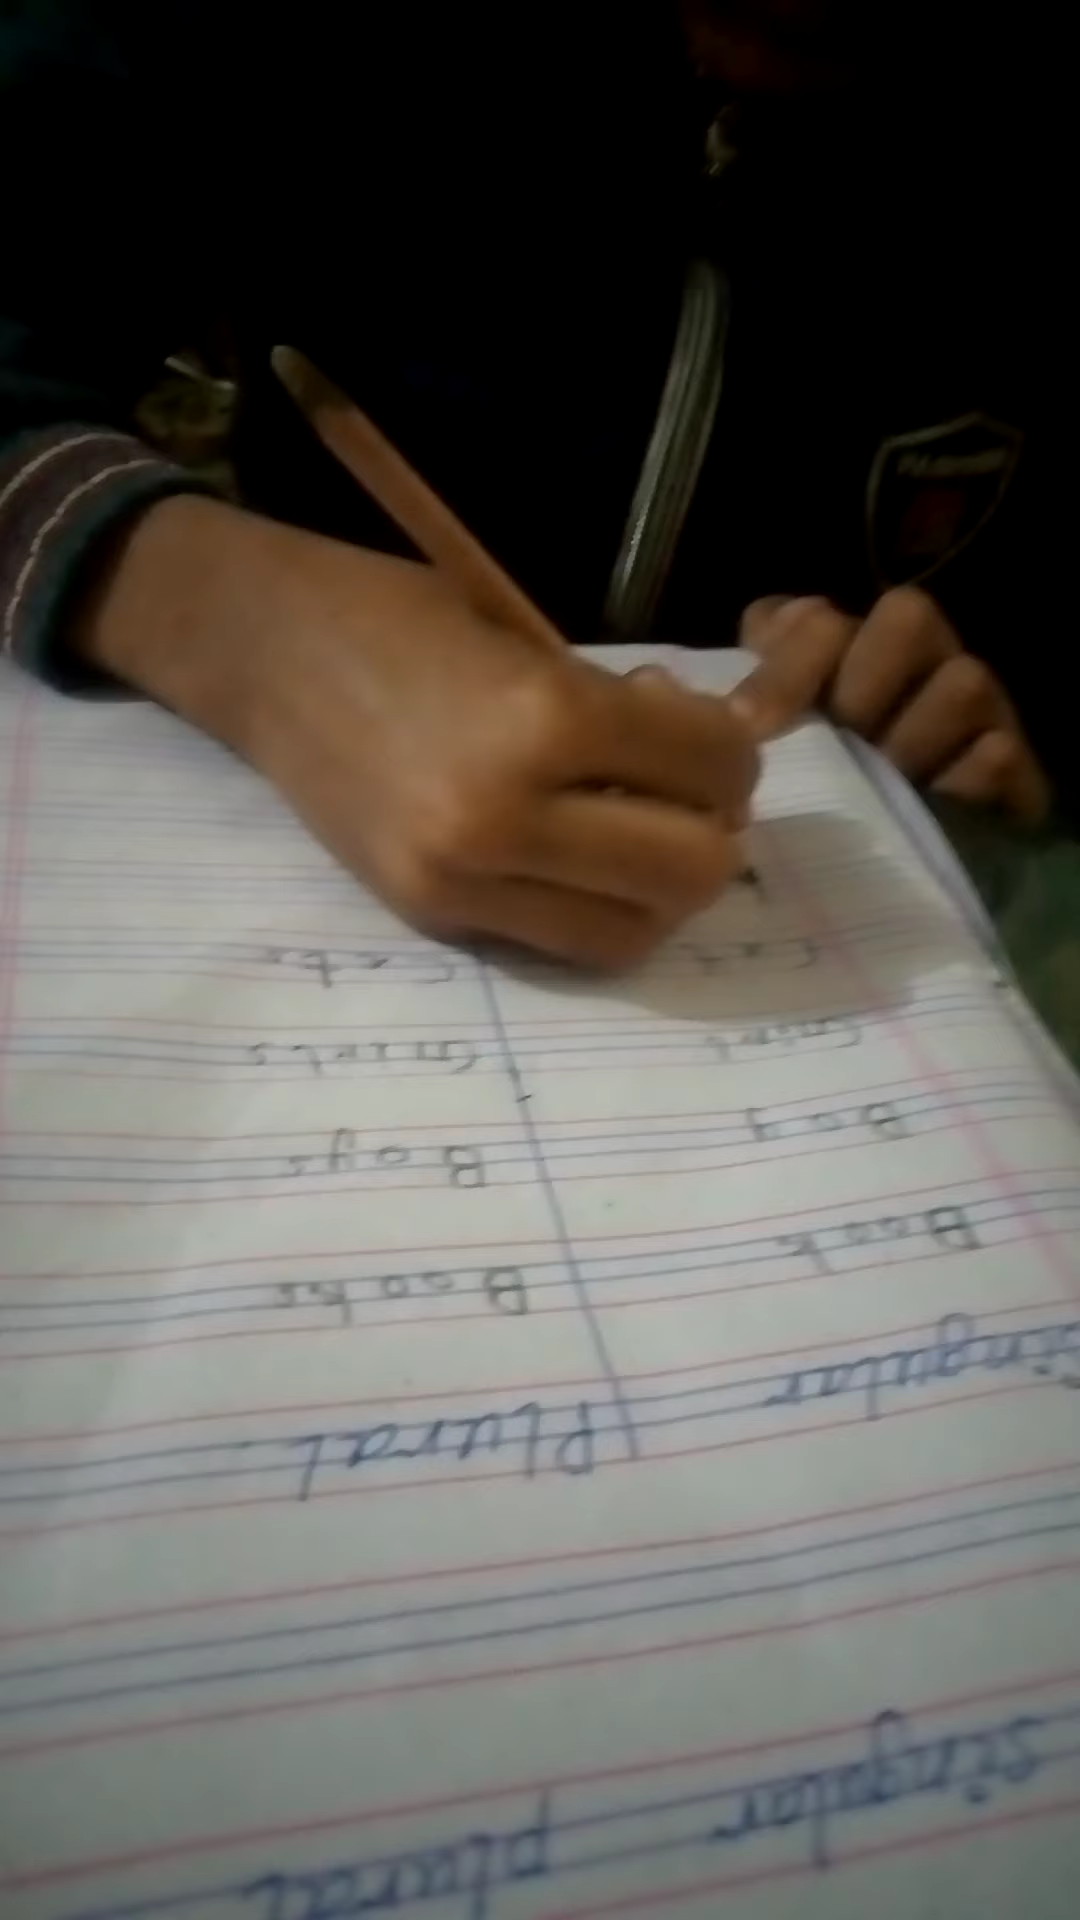 Singular plural
Singular Plural
Book Books
Boy Boys
Girl Girls
Cat Cats